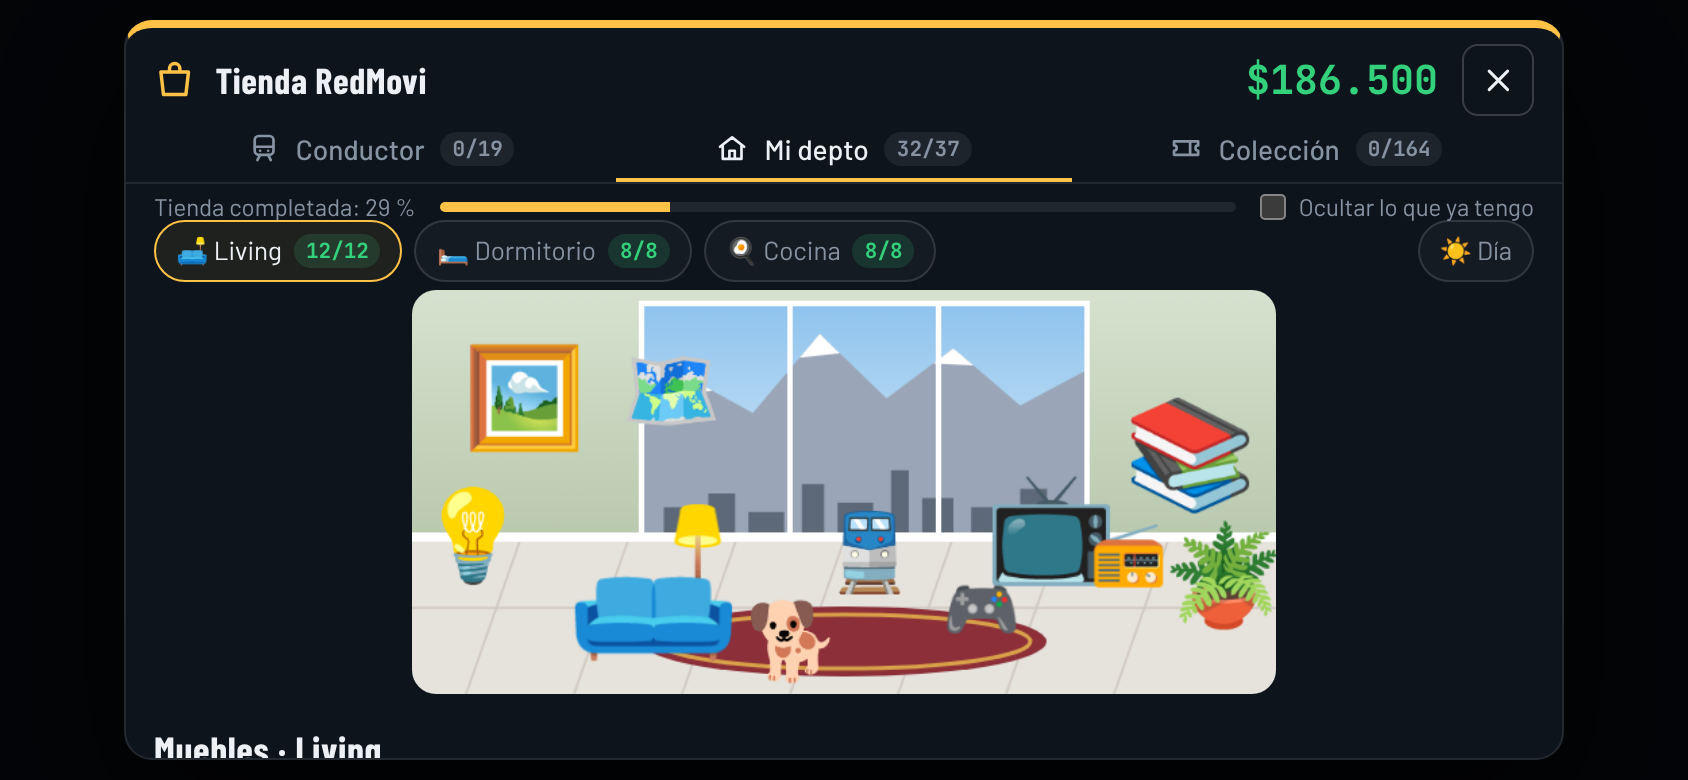 Tienda RedMovi
$186.500
Conductor 0/19
Mi depto 32/37
Colección 0/164
Tienda completada: 29 %
Ocultar lo que ya tengo
Living 12/12
Dormitorio 8/8
Cocina 8/8
Día
Muebles · Living